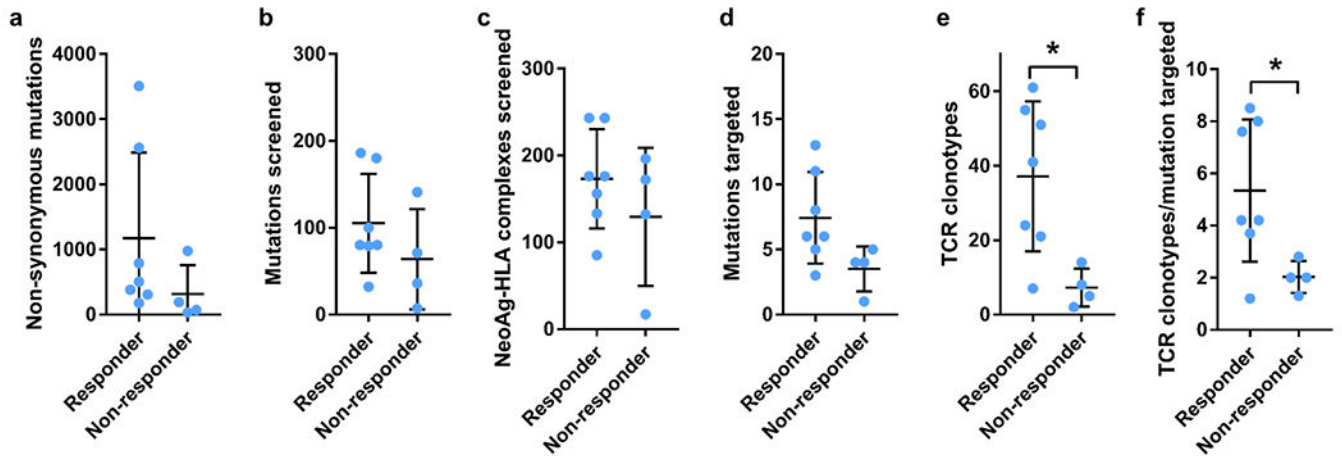 a
Non-synonymous mutations
4000
3000
2000
1000
0
Responder
Non-responder
b
Mutations screened
300
200
100
0
Responder
Non-responder
c
NeoAg-HLA complexes screened
300
200
100
0
Responder
Non-responder
d
Mutations targeted
20
15
10
5
0
Responder
Non-responder
e
TCR clonotypes
60
40
20
0
*
Responder
Non-responder
f
TCR clonotypes/mutation targeted
10
8
6
4
2
0
*
Responder
Non-responder